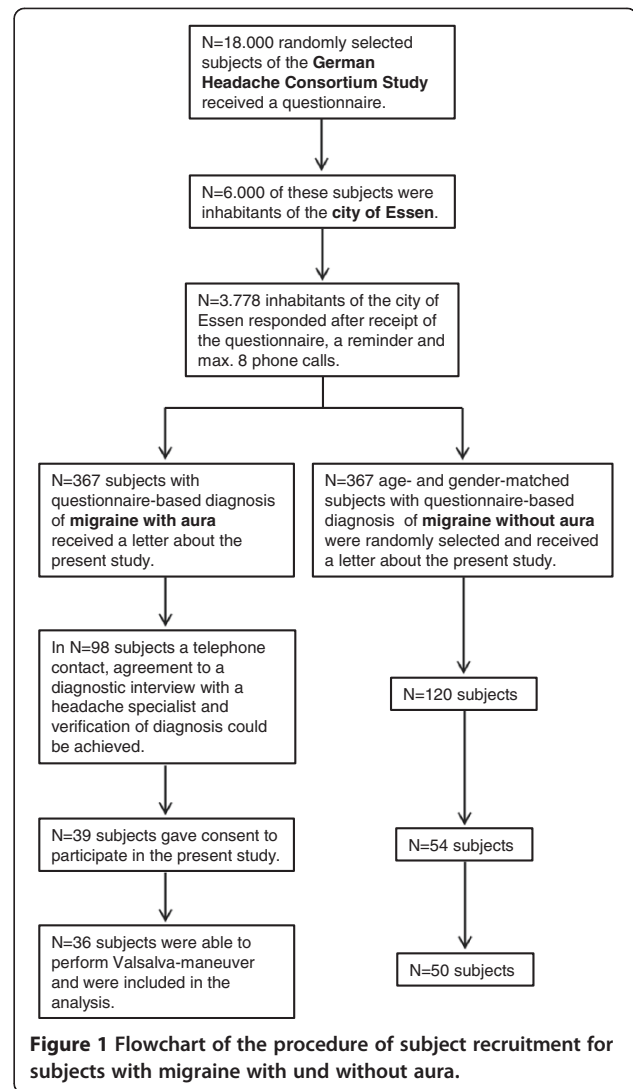 N=18.000 randomly selected
subjects of the German
Headache Consortium Study
received a questionnaire.
N=6.000 of these subjects were
inhabitants of the city of Essen.
N=3.778 inhabitants of the city of
Essen responded after receipt of
the questionnaire, a reminder and
max. 8 phone calls.
N=367 subjects with
questionnaire-based diagnosis
of migraine with aura
received a letter about the
present study.
N=367 age- and gender-matched
subjects with questionnaire-based
diagnosis of migraine without aura
were randomly selected and received
a letter about the present study.
In N=98 subjects a telephone
contact, agreement to a
diagnostic interview with a
headache specialist and
verification of diagnosis could
be achieved.
N=120 subjects
N=39 subjects gave consent to
participate in the present study.
N=54 subjects
N=36 subjects were able to
perform Valsalva-maneuver
and were included in the
analysis.
N=50 subjects
Figure 1 Flowchart of the procedure of subject recruitment for
subjects with migraine with und without aura.